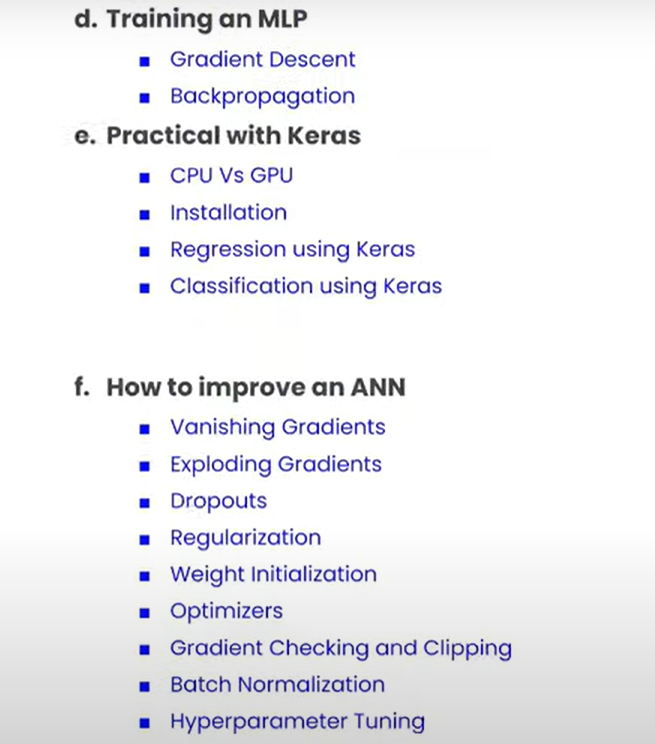 d. Training an MLP
■ Gradient Descent
■ Backpropagation
e. Practical with Keras
■ CPU Vs GPU
■ Installation
■ Regression using Keras
■ Classification using Keras
f. How to improve an ANN
■ Vanishing Gradients
■ Exploding Gradients
■ Dropouts
■ Regularization
■ Weight Initialization
■ Optimizers
■ Gradient Checking and Clipping
■ Batch Normalization
■ Hyperparameter Tuning